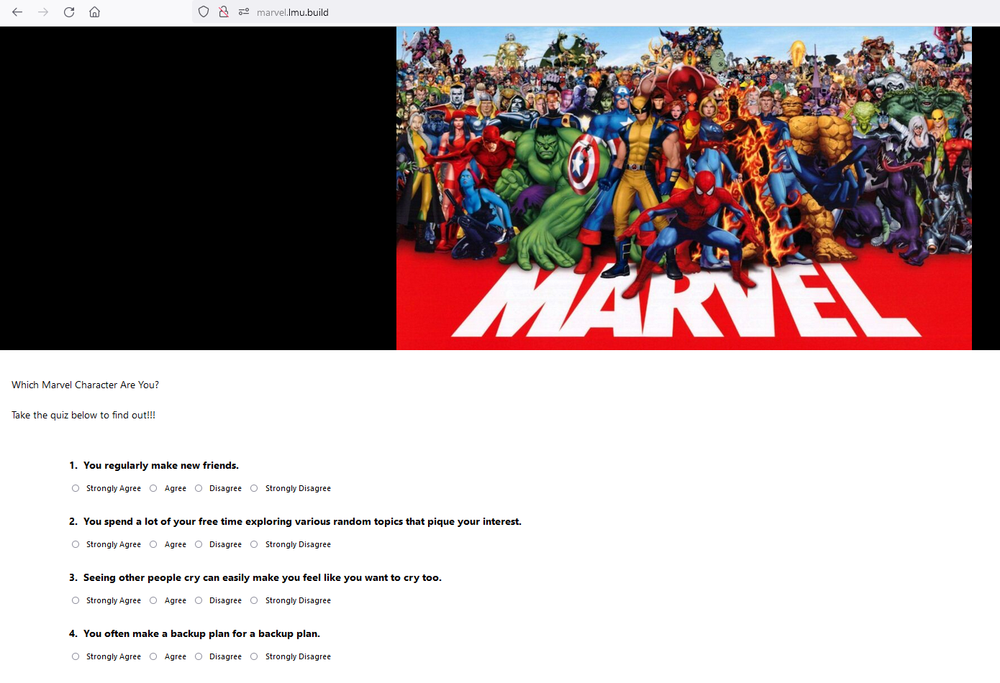 marvel.lmu.build
MARVEL
Which Marvel Character Are You?
Take the quiz below to find out!!!
1. You regularly make new friends.
Strongly Agree Agree Disagree Strongly Disagree
2. You spend a lot of your free time exploring various random topics that pique your interest.
Strongly Agree Agree Disagree Strongly Disagree
3. Seeing other people cry can easily make you feel like you want to cry too.
Strongly Agree Agree Disagree Strongly Disagree
4. You often make a backup plan for a backup plan.
Strongly Agree Agree Disagree Strongly Disagree